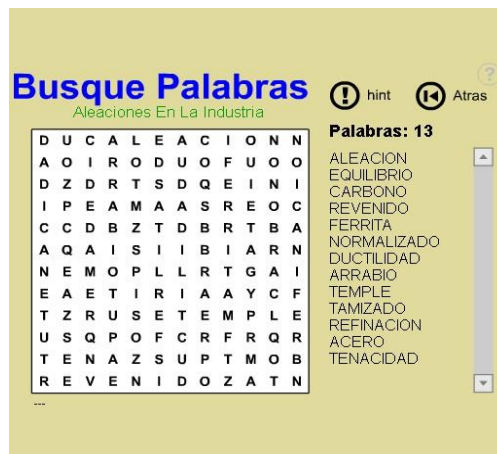 Busque Palabras
Aleaciones En La Industria
hint
Atras
Palabras: 13
D U C A L E A C I O N N
A O I R O D U O F U O O
D Z D R T S D Q E I N I
I P E A M A A S R E O C
C C D B Z T D B R T B A
A Q A I S I I B I A R N
N E M O P L L R T G A I
E A E T I R I A A Y C F
T Z R U S E T E M P L E
U S Q P O F C R F R Q R
T E N A Z S U P T M O B
R E V E N I D O Z A T N
ALEACION
EQUILIBRIO
CARBONO
REVENIDO
FERRITA
NORMALIZADO
DUCTILIDAD
ARRABIO
TEMPLE
TAMIZADO
REFINACION
ACERO
TENACIDAD
---